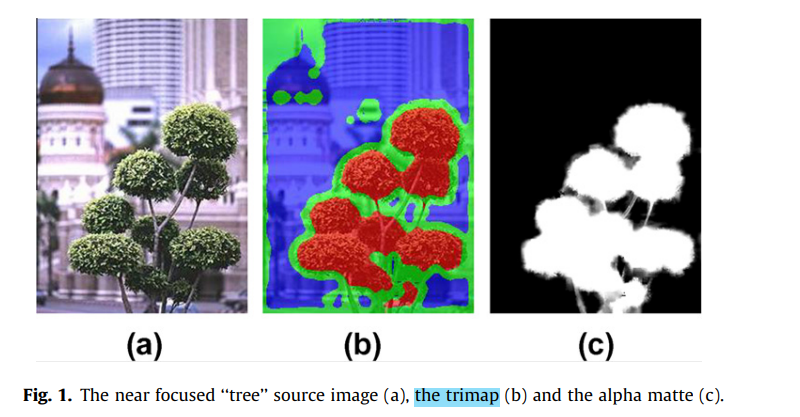 (a)
(b)
(c)
Fig. 1. The near focused “tree” source image (a), the trimap (b) and the alpha matte (c).